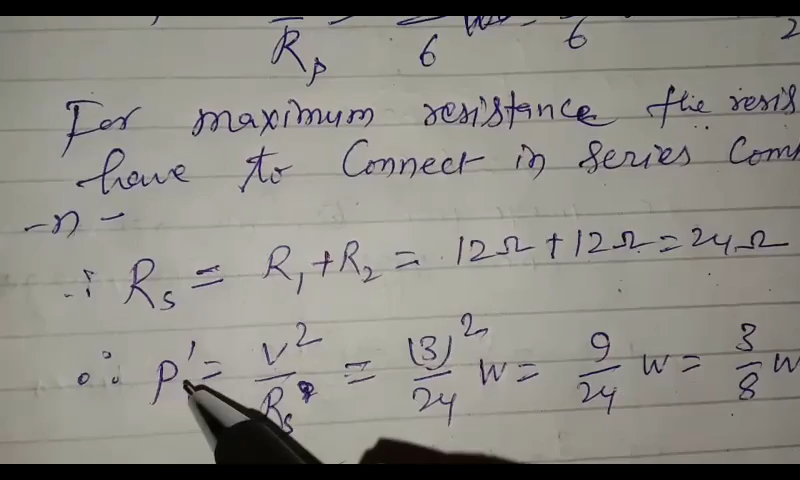 Rp = /6 W = /6 2
For maximum resistance the resis
have to Connect in series Com
-n-
∴ Rs = R1 + R2 = 12Ω + 12Ω = 24Ω
∴ P' = V²/Rs = (3)²/24 W = 9/24 W = 3/8 W